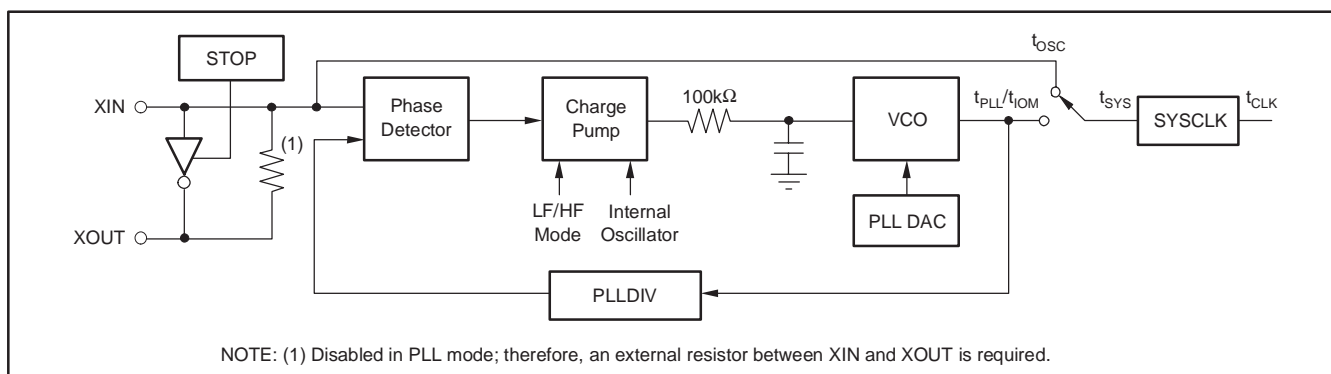 STOP
XIN
XOUT
(1)
Phase
Detector
Charge
Pump
LF/HF
Mode
Internal
Oscillator
100kΩ
VCO
PLL DAC
PLLDIV
tOSC
tPLL/tIOM
tSYS
SYSCLK
tCLK
NOTE: (1) Disabled in PLL mode; therefore, an external resistor between XIN and XOUT is required.